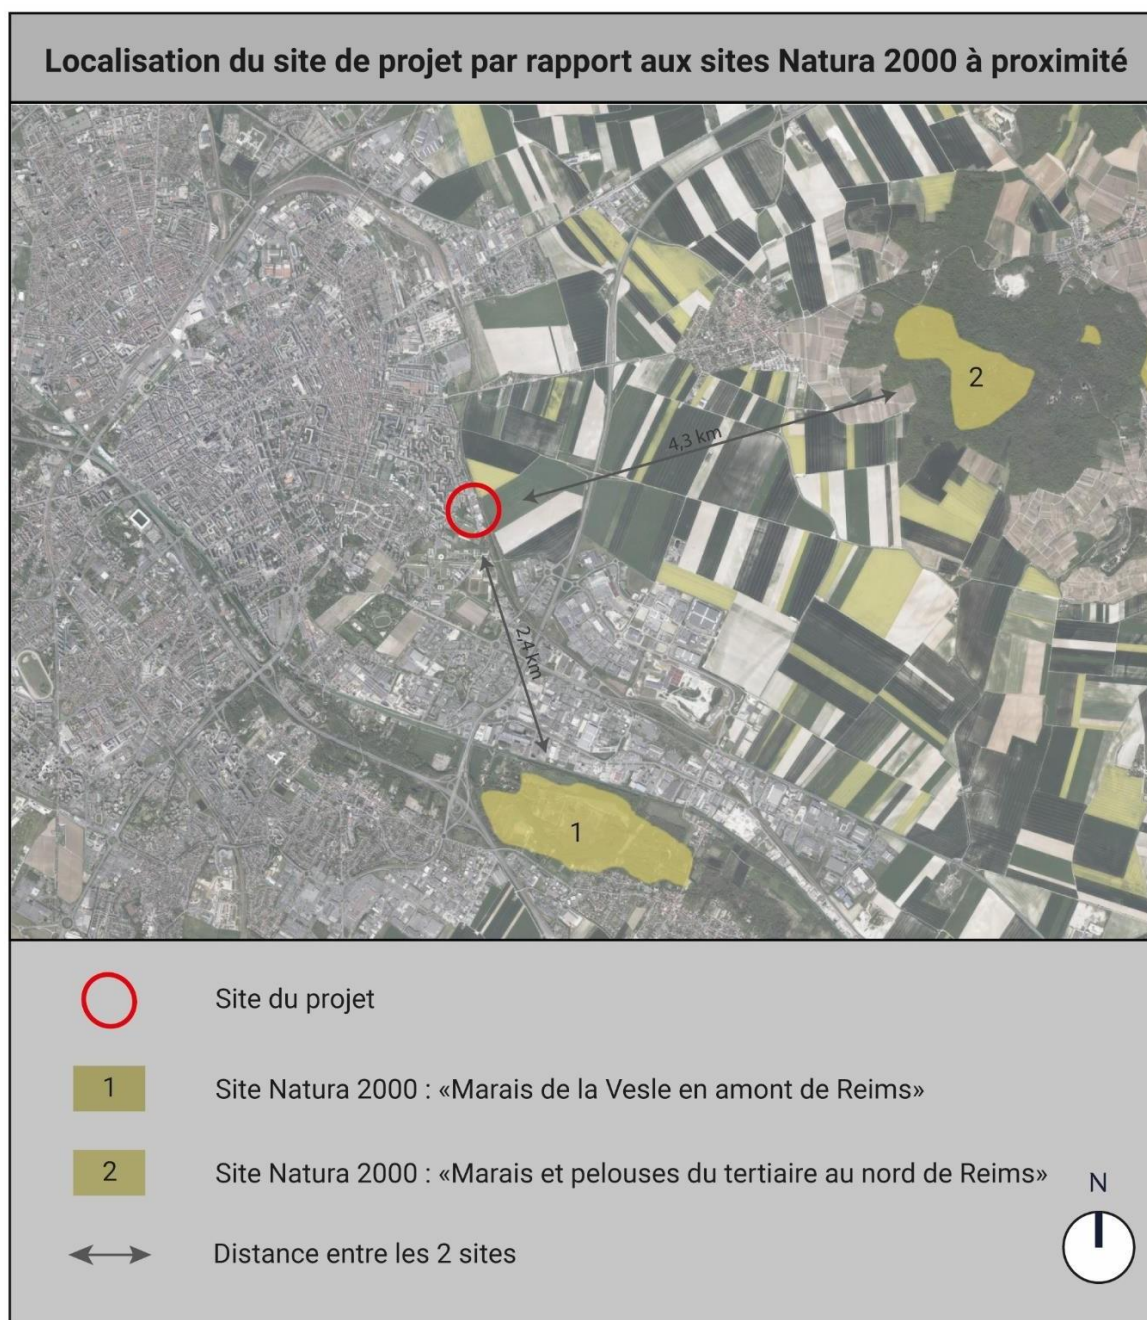 Localisation du site de projet par rapport aux sites Natura 2000 à proximité
2
4,3 km
2,4 km
1
Site du projet
1
Site Natura 2000 : «Marais de la Vesle en amont de Reims»
2
Site Natura 2000 : «Marais et pelouses du tertiaire au nord de Reims»
N
Distance entre les 2 sites